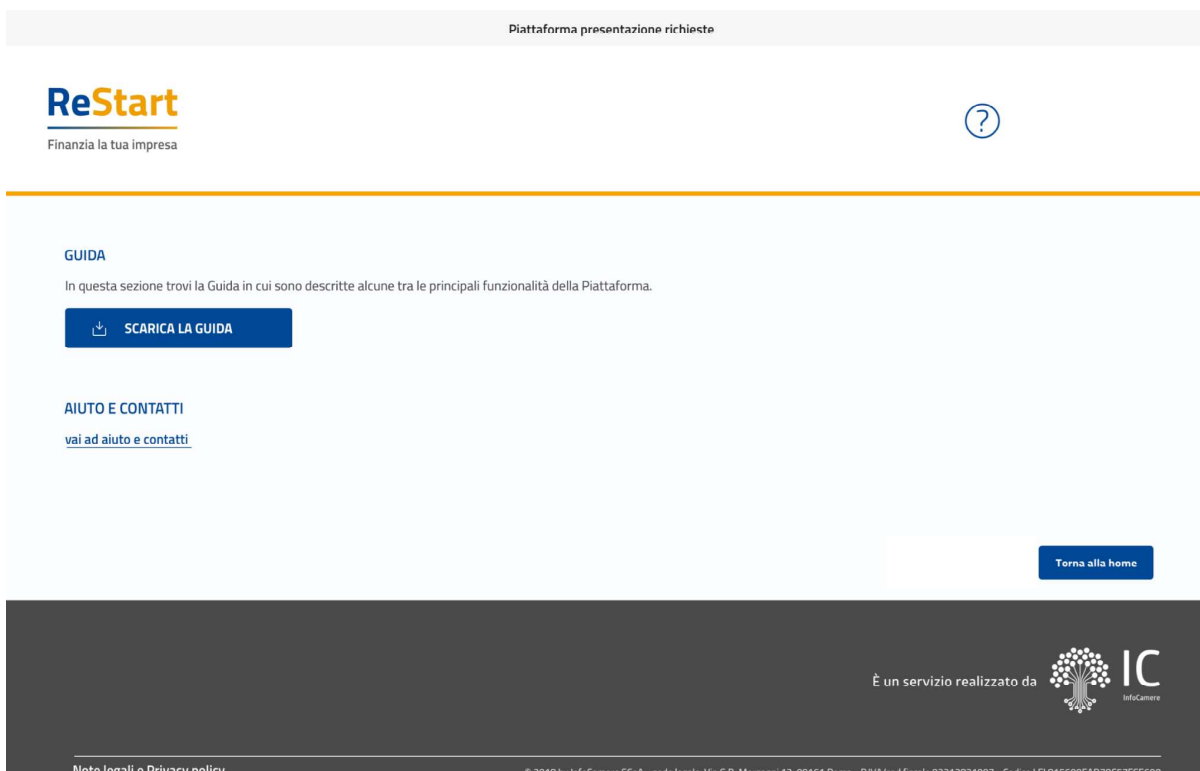 Piattaforma presentazione richieste
ReStart
Finanzia la tua impresa
?
GUIDA
In questa sezione trovi la Guida in cui sono descritte alcune tra le principali funzionalità della Piattaforma.
SCARICA LA GUIDA
AIUTO E CONTATTI
vai ad aiuto e contatti
Torna alla home
È un servizio realizzato da
IC
InfoCamere
Note legali e Privacy policy